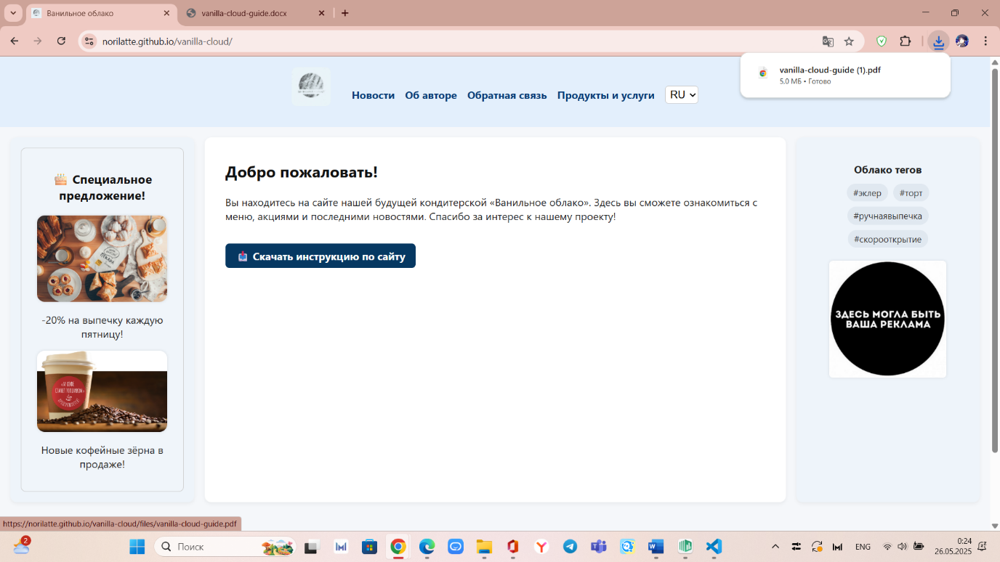 Ванильное облако
vanilla-cloud-guide.docx
norilatte.github.io/vanilla-cloud/
vanilla-cloud-guide (1).pdf
5.0 МБ • Готово
Новости Об авторе Обратная связь Продукты и услуги RU
Специальное
предложение!
-20% на выпечку каждую
пятницу!
«И КОФЕ
СТАНЕТ
Новые кофейные зёрна в
продаже!
Добро пожаловать!
Вы находитесь на сайте нашей будущей кондитерской «Ванильное облако». Здесь вы сможете ознакомиться с
меню, акциями и последними новостями. Спасибо за интерес к нашему проекту!
Скачать инструкцию по сайту
Облако тегов
#эклер #торт
#ручнаявыпечка
#скорооткрытие
ЗДЕСЬ МОГЛА БЫТЬ
ВАША РЕКЛАМА
https://norilatte.github.io/vanilla-cloud/files/vanilla-cloud-guide.pdf
2
Поиск
ENG
0:24
26.05.2025